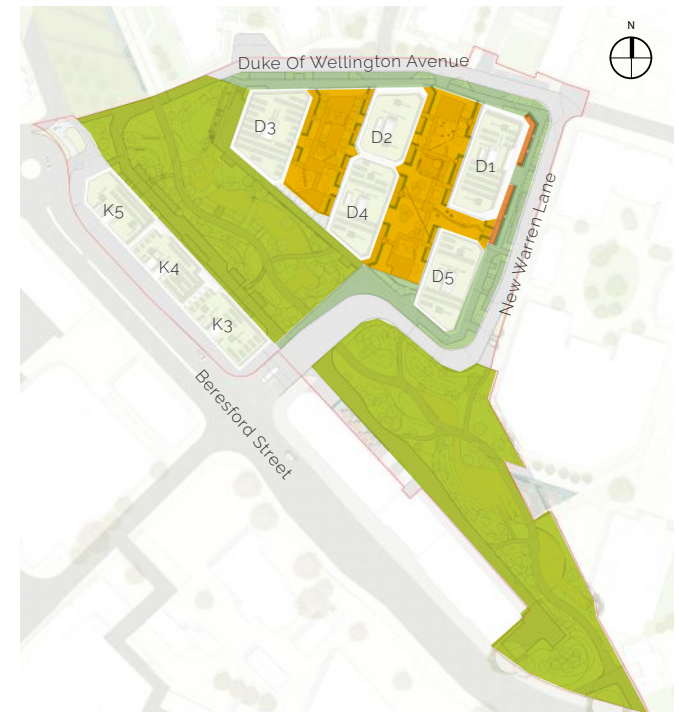 N
Duke Of Wellington Avenue
D3
D2
D1
D4
D5
K5
K4
K3
New Warren Lane
Beresford Street